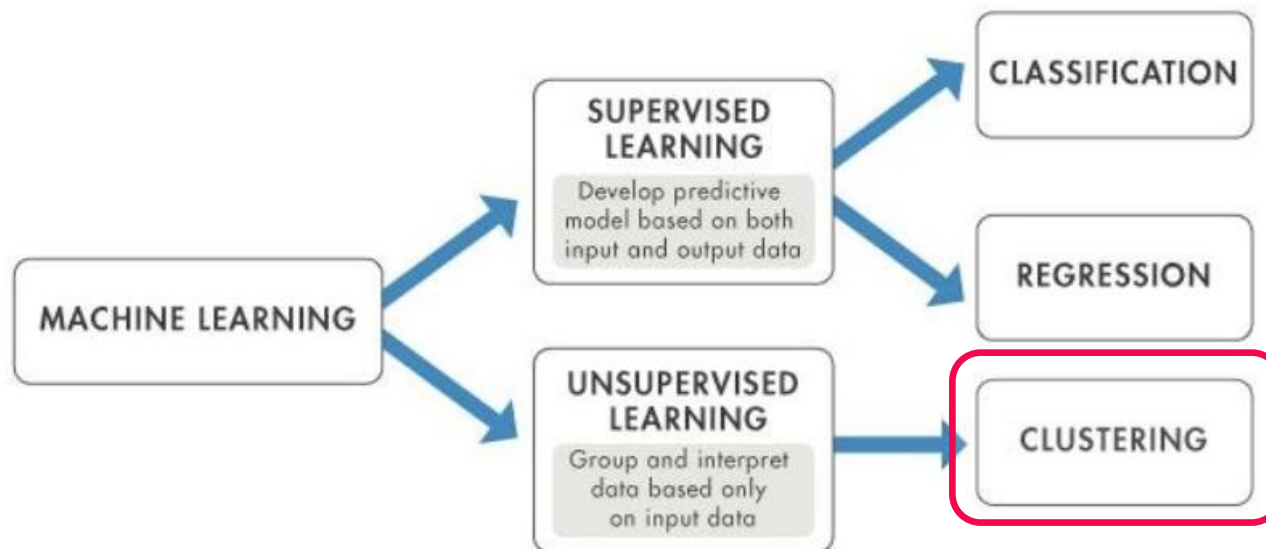 MACHINE LEARNING
SUPERVISED
LEARNING
Develop predictive
model based on both
input and output data
CLASSIFICATION
REGRESSION
UNSUPERVISED
LEARNING
Group and interpret
data based only
on input data
CLUSTERING